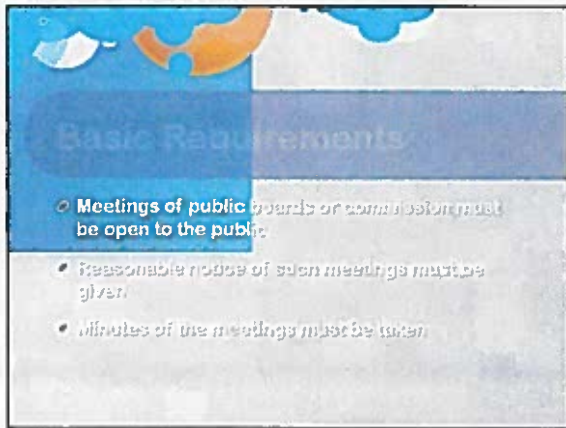 Basic Requirements
Meetings of public boards or commission must
be open to the public
Reasonable notice of such meetings must be
given
Minutes of the meetings must be taken